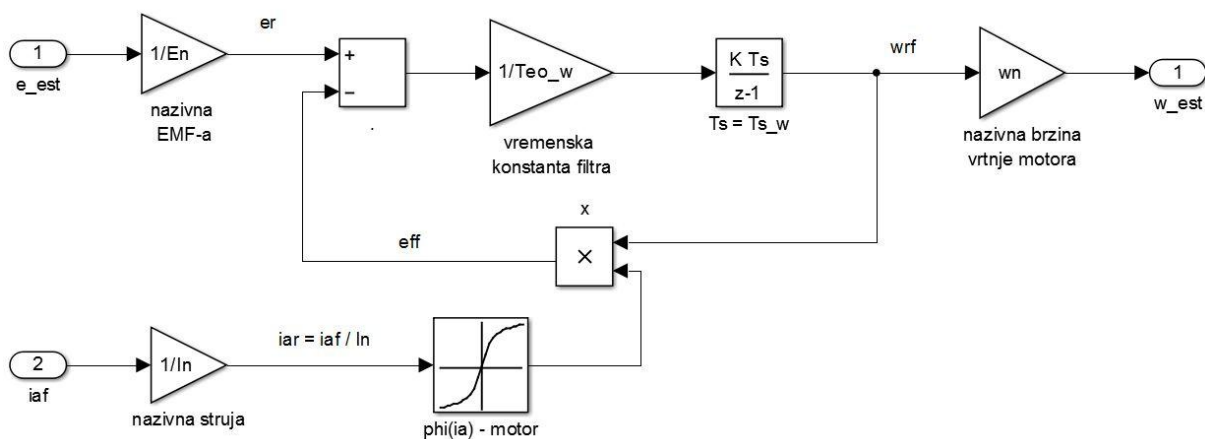 er
wrf
1
e_est
1/En
nazivna
EMF-a
+
−
.
1/Teo_w
vremenska
konstanta filtra
K Ts
z-1
Ts = Ts_w
wn
nazivna brzina
vrtnje motora
1
w_est
x
×
eff
2
iaf
1/In
nazivna struja
iar = iaf / In
phi(ia) - motor